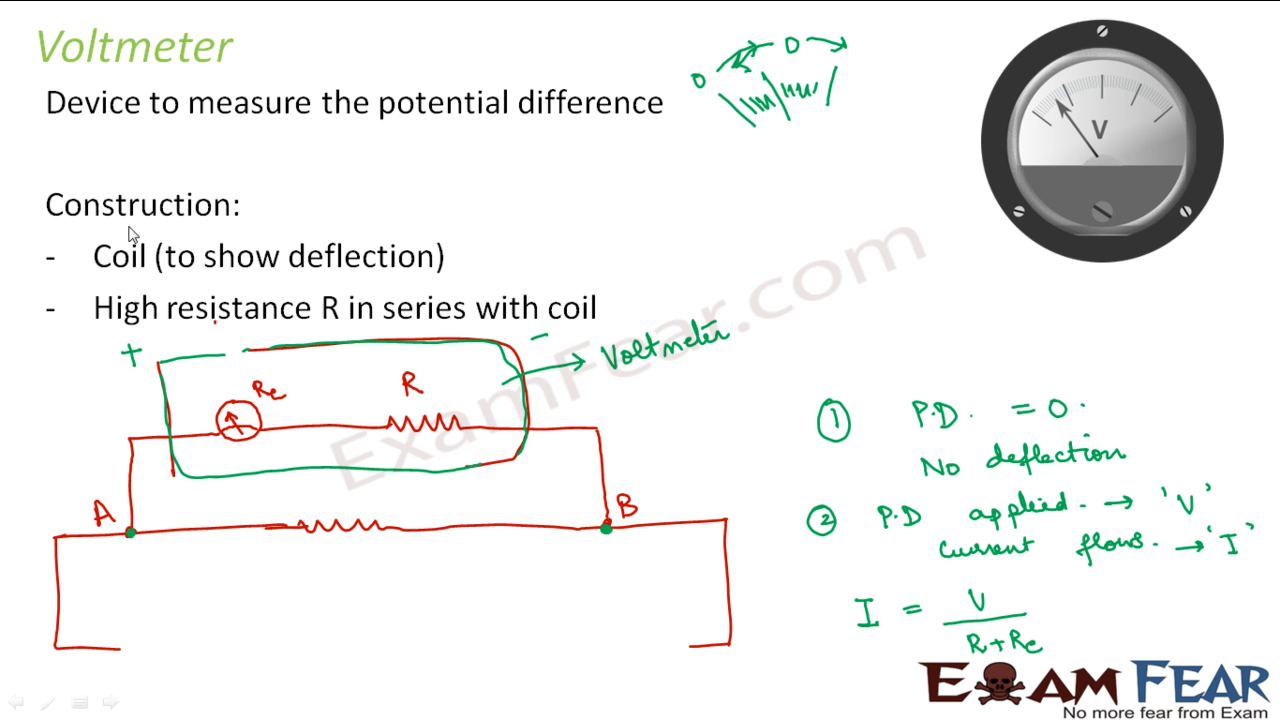 Voltmeter
Device to measure the potential difference
0 0
V
Construction:
- Coil (to show deflection)
- High resistance R in series with coil
+ -
Voltmeter
Rc R
A B
① P.D. = 0.
No deflection
② P.D applied. → 'V'
Current flows. → 'I'
I = V
R+Rc
ExamFear.com
EXAM FEAR
No more fear from Exam